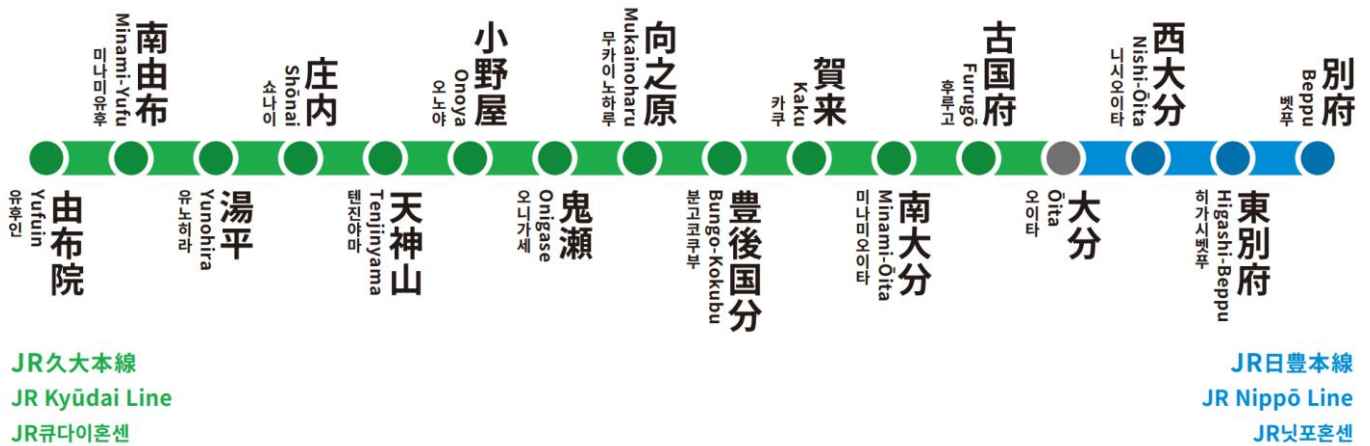 南由布
Minami-Yufu
미나미유후
庄内
Shōnai
쇼나이
小野屋
Onoya
오노야
向之原
Mukainoharu
무카이노하루
賀来
Kaku
카쿠
古国府
Furugō
후루고
西大分
Nishi-Ōita
니시오이타
別府
Beppu
벳푸
由布院
Yufuin
유후인
湯平
Yunohira
유노히라
天神山
Tenjinyama
텐진야마
鬼瀬
Onigase
오니가세
豊後国分
Bungo-Kokubu
분고코쿠부
南大分
Minami-Ōita
미나미오이타
大分
Ōita
오이타
東別府
Higashi-Beppu
히가시벳푸
JR久大本線
JR Kyūdai Line
JR큐다이혼센
JR日豊本線
JR Nippō Line
JR닛포혼센